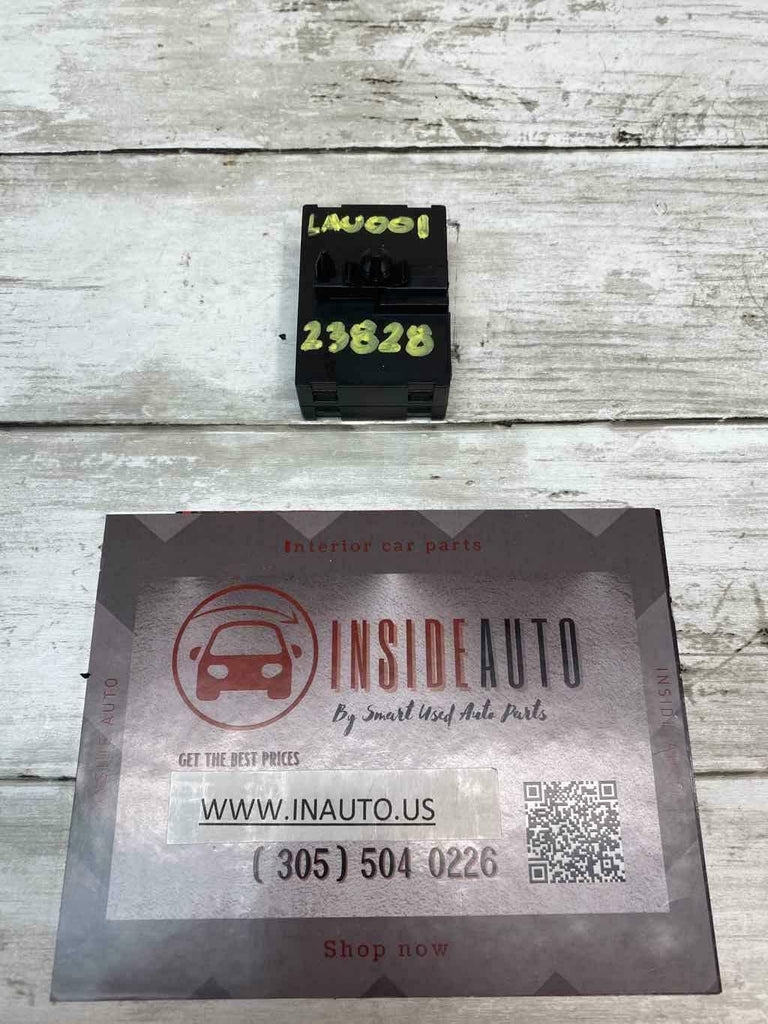 LAU001
23828
Interior car parts
INSIDEAUTO
By Smart Used Auto Parts
GET THE BEST PRICES
WWW.INAUTO.US
(305) 504 0226
Shop now